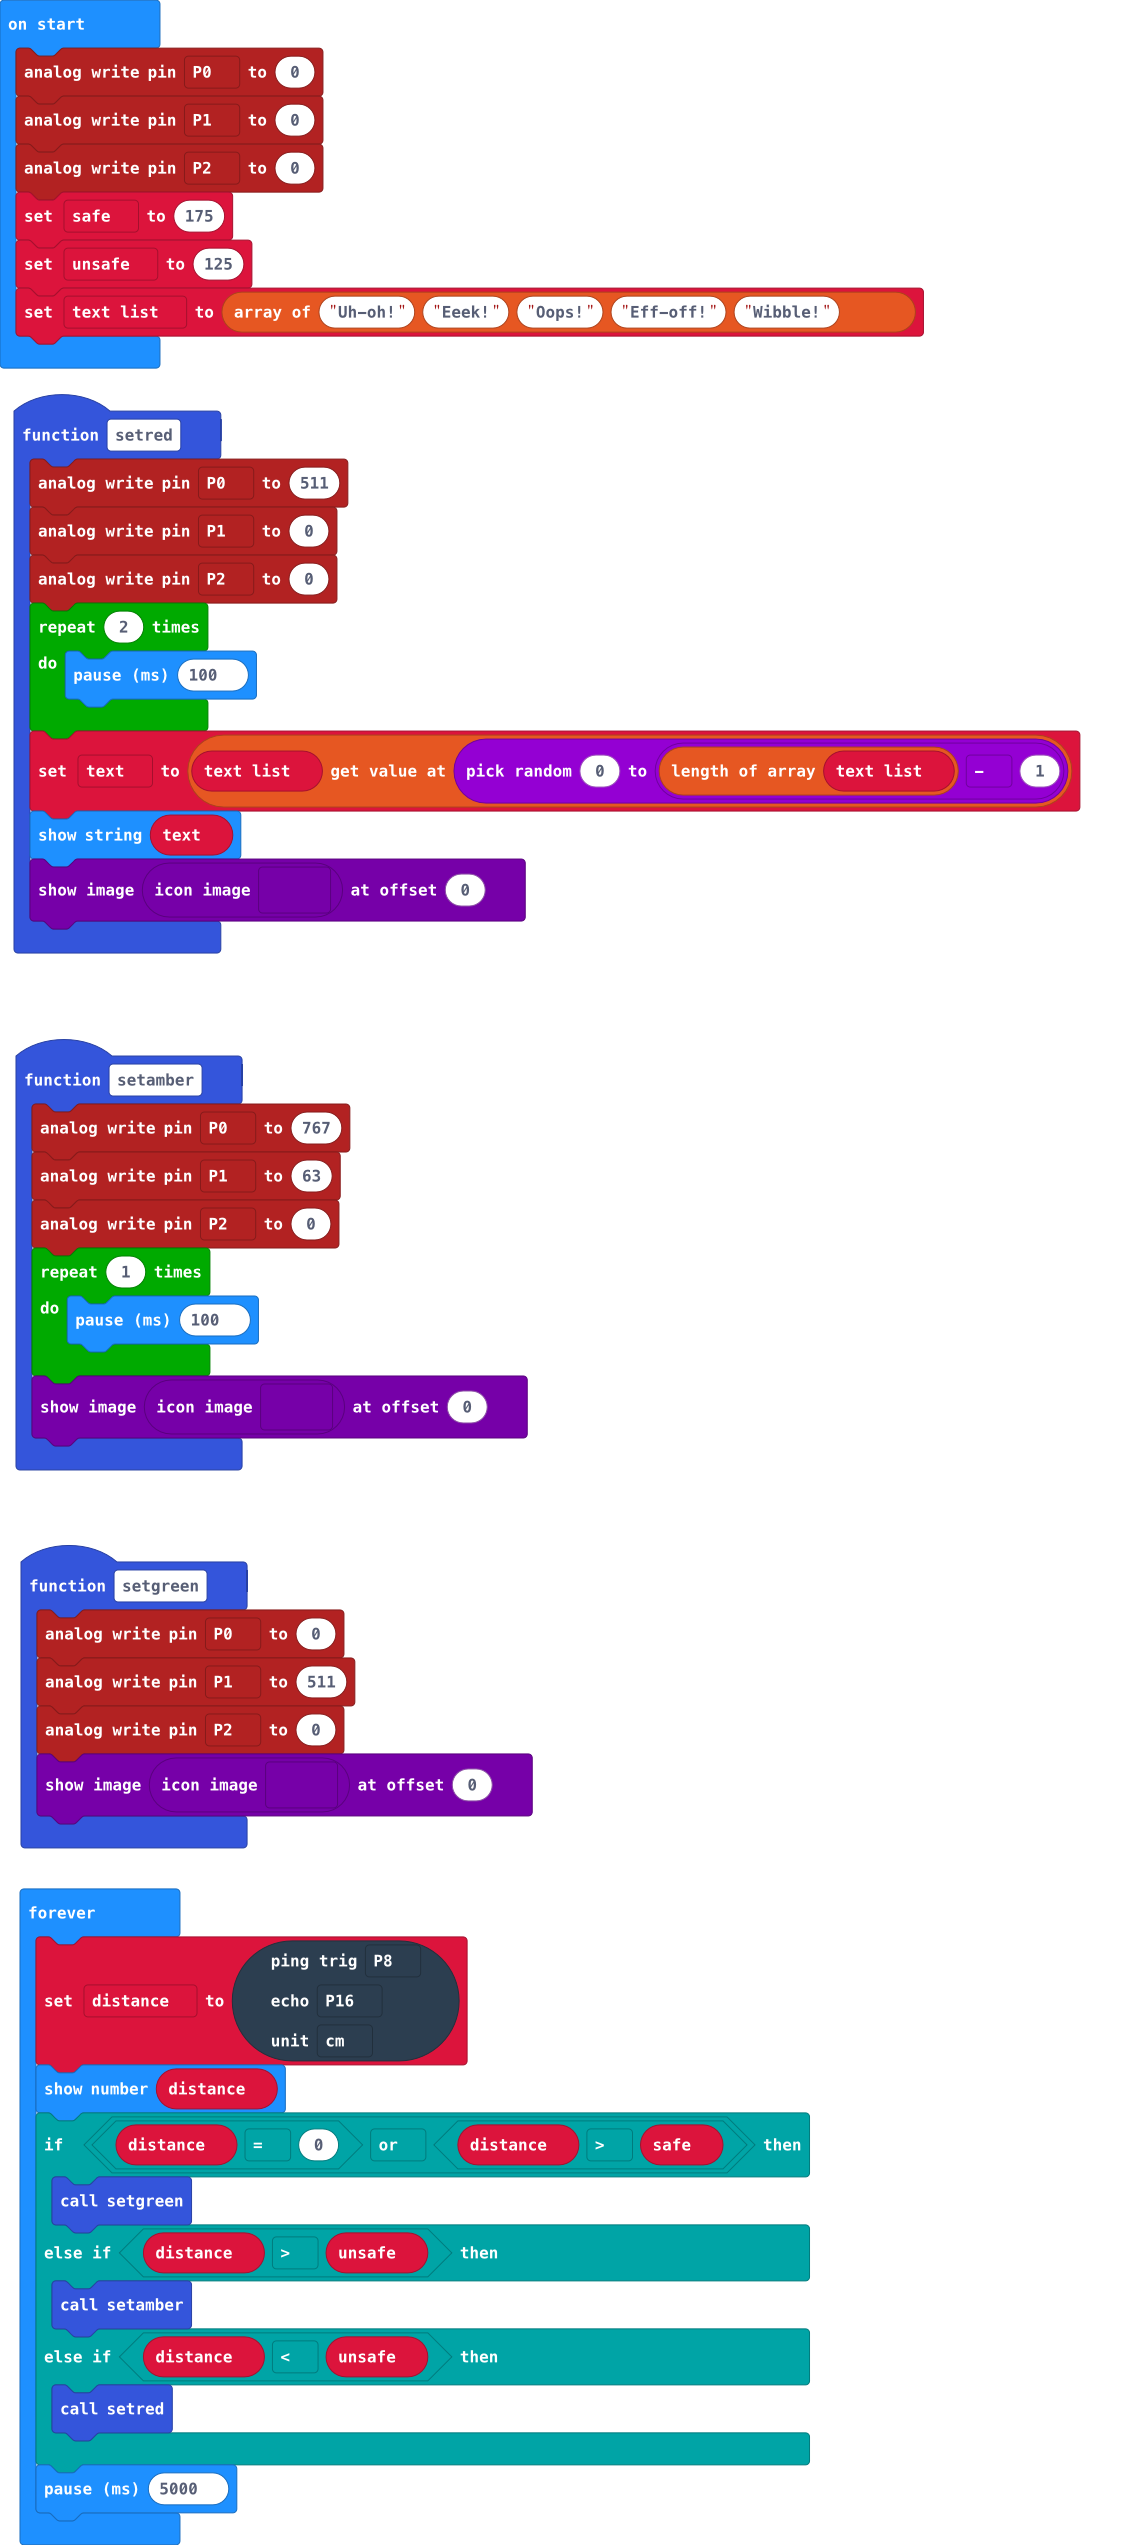 on start
analog write pin P0 to 0
analog write pin P1 to 0
analog write pin P2 to 0
set safe to 175
set unsafe to 125
set text list to array of "Uh-oh!" "Eeek!" "Oops!" "Eff-off!" "Wibble!"
function setred
analog write pin P0 to 511
analog write pin P1 to 0
analog write pin P2 to 0
repeat 2 times
do pause (ms) 100
set text to text list get value at pick random 0 to length of array text list - 1
show string text
show image icon image at offset 0
function setamber
analog write pin P0 to 767
analog write pin P1 to 63
analog write pin P2 to 0
repeat 1 times
do pause (ms) 100
show image icon image at offset 0
function setgreen
analog write pin P0 to 0
analog write pin P1 to 511
analog write pin P2 to 0
show image icon image at offset 0
forever
ping trig P8
set distance to echo P16
unit cm
show number distance
if distance = 0 or distance > safe then
call setgreen
else if distance > unsafe then
call setamber
else if distance < unsafe then
call setred
pause (ms) 5000